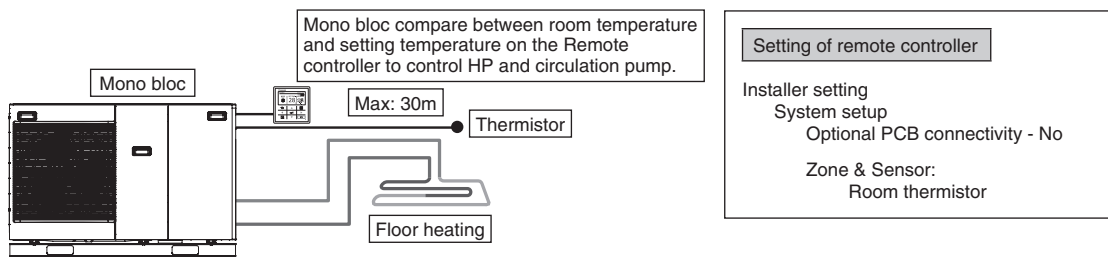 Mono bloc compare between room temperature
and setting temperature on the Remote
controller to control HP and circulation pump.
Mono bloc
Max: 30m
Thermistor
Floor heating
Setting of remote controller
Installer setting
System setup
Optional PCB connectivity - No
Zone & Sensor:
Room thermistor